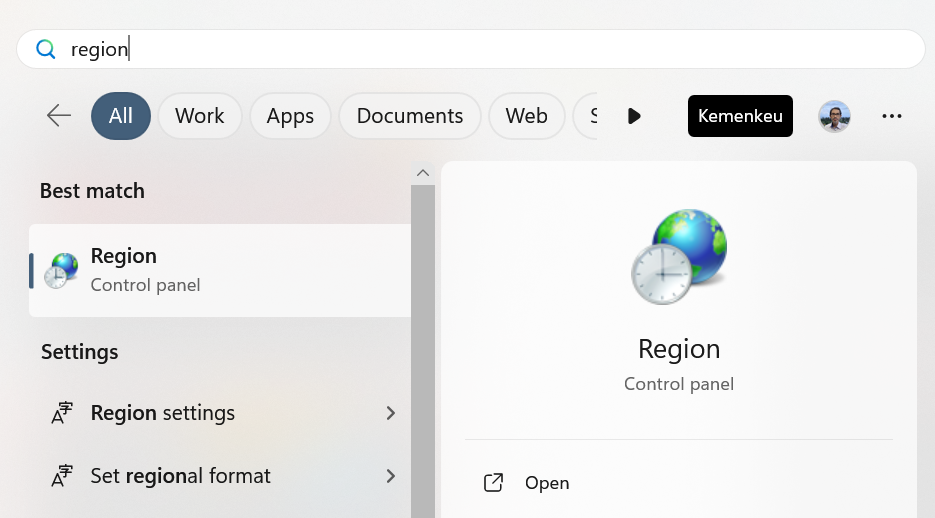 region
All Work Apps Documents Web S Kemenkeu
Best match
Region
Control panel
Settings
Region settings
Set regional format
Region
Control panel
Open